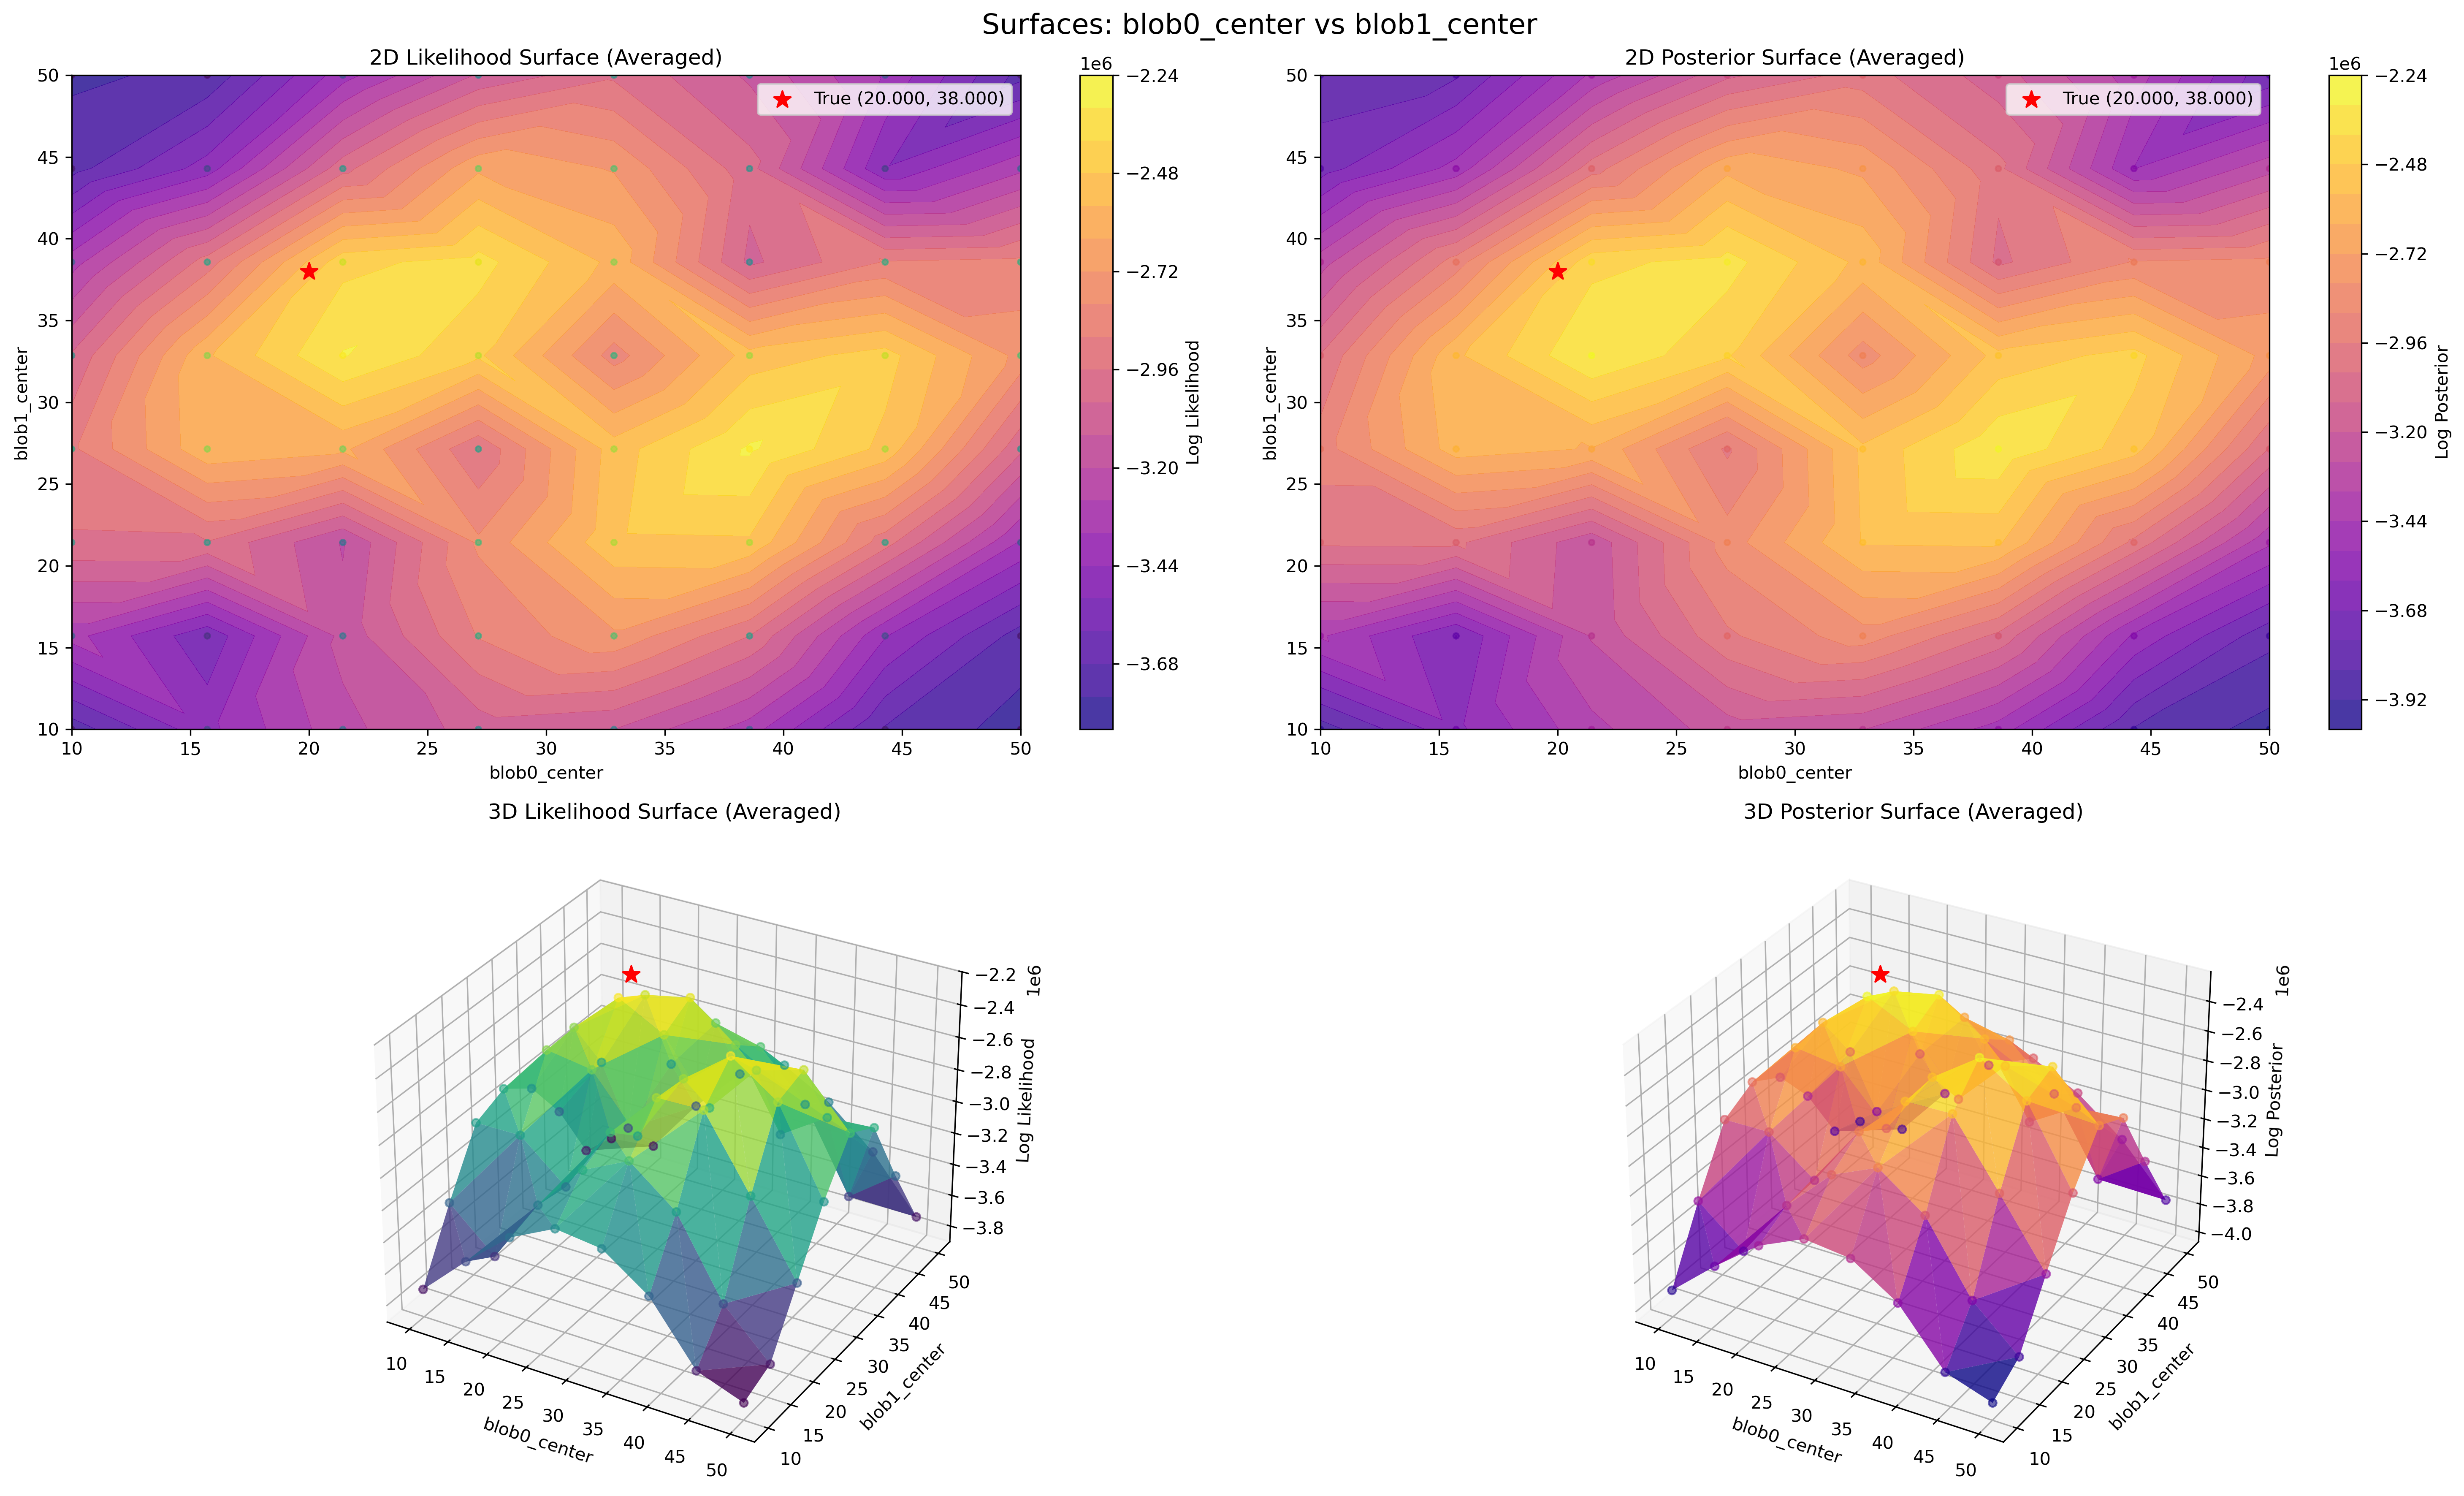 Surfaces: blob0_center vs blob1_center
2D Likelihood Surface (Averaged)
True (20.000, 38.000)
50
45
40
35
30
25
20
15
10
blob1_center
10 15 20 25 30 35 40 45 50
blob0_center
1e6
−2.24
−2.48
−2.72
−2.96
−3.20
−3.44
−3.68
Log Likelihood
2D Posterior Surface (Averaged)
True (20.000, 38.000)
50
45
40
35
30
25
20
15
10
blob1_center
10 15 20 25 30 35 40 45 50
blob0_center
1e6
−2.24
−2.48
−2.72
−2.96
−3.20
−3.44
−3.68
−3.92
Log Posterior
3D Likelihood Surface (Averaged)
1e6
−2.2
−2.4
−2.6
−2.8
−3.0
−3.2
−3.4
−3.6
−3.8
Log Likelihood
50
45
40
35
30
25
20
15
10
blob1_center
10 15 20 25 30 35 40 45 50
blob0_center
3D Posterior Surface (Averaged)
1e6
−2.4
−2.6
−2.8
−3.0
−3.2
−3.4
−3.6
−3.8
−4.0
Log Posterior
50
45
40
35
30
25
20
15
10
blob1_center
10 15 20 25 30 35 40 45 50
blob0_center